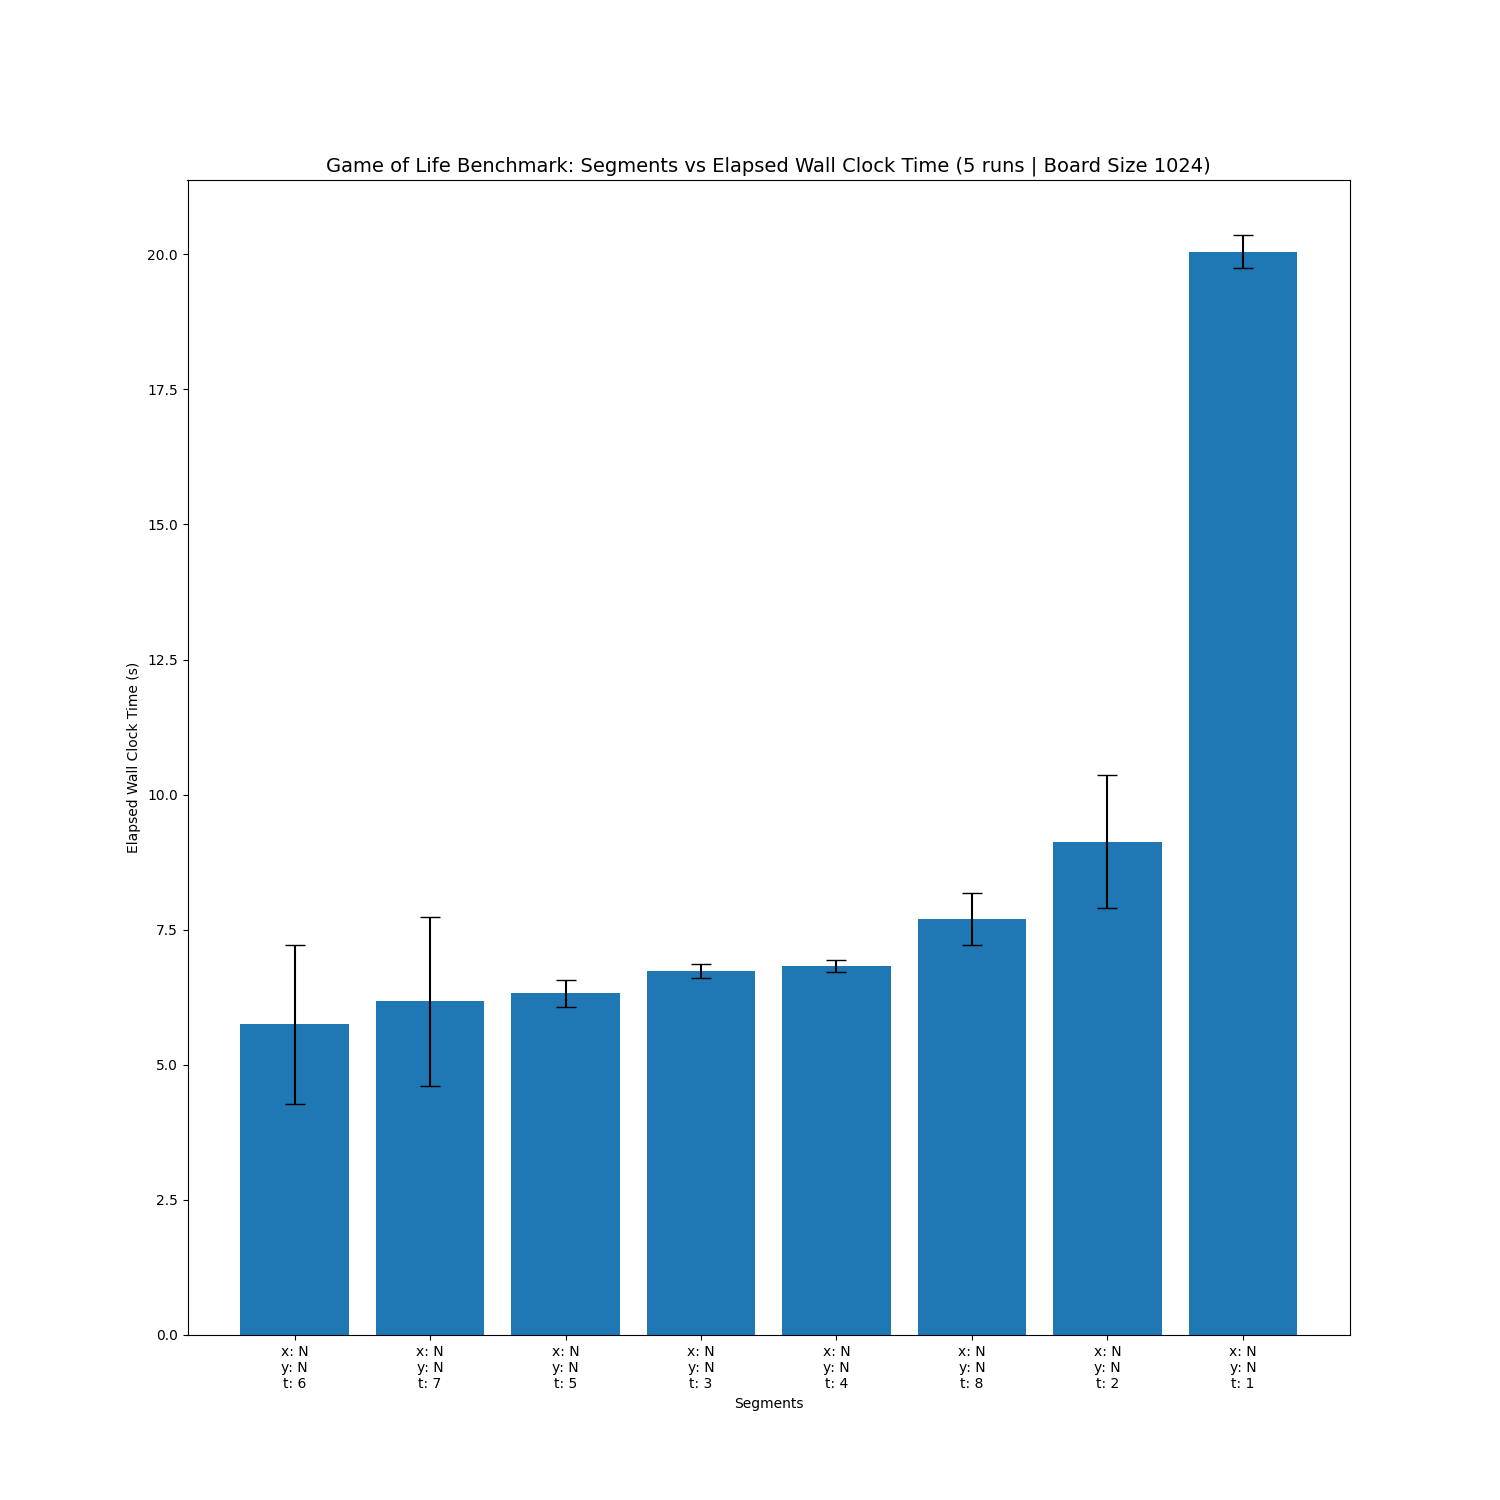 Game of Life Benchmark: Segments vs Elapsed Wall Clock Time (5 runs | Board Size 1024)
Elapsed Wall Clock Time (s)
20.0
17.5
15.0
12.5
10.0
7.5
5.0
2.5
0.0
x: N x: N x: N x: N x: N x: N x: N x: N
y: N y: N y: N y: N y: N y: N y: N y: N
t: 6 t: 7 t: 5 t: 3 t: 4 t: 8 t: 2 t: 1
Segments